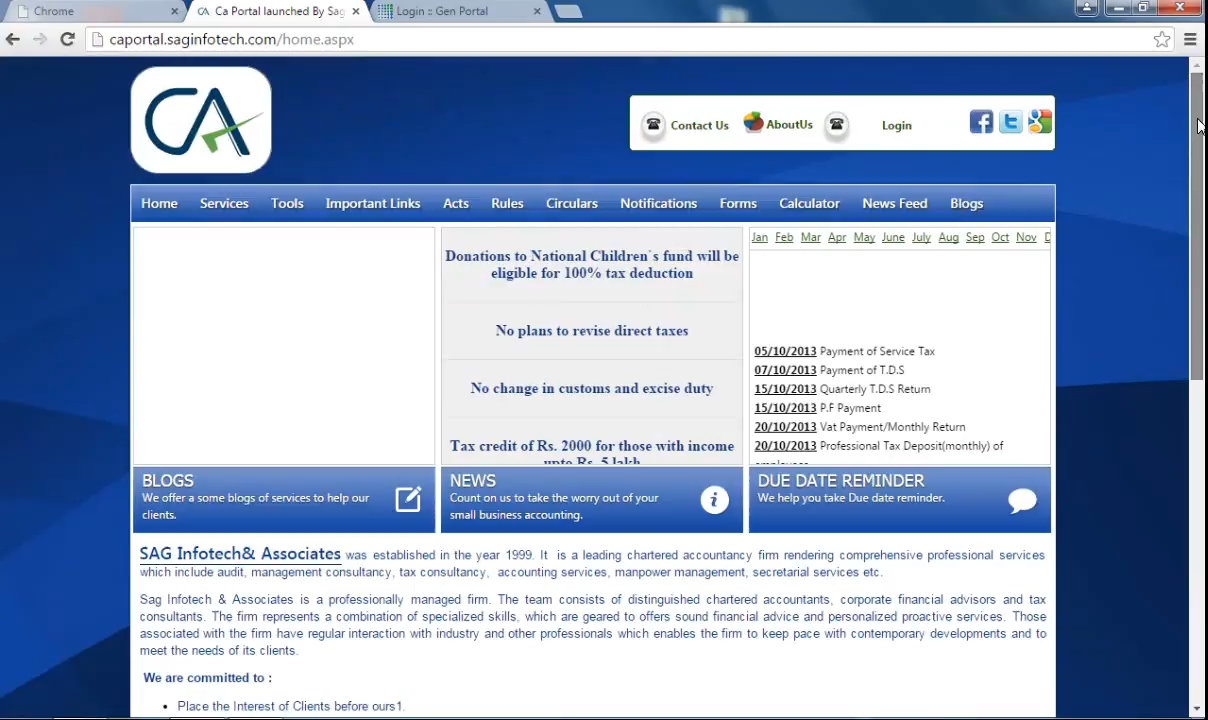 Chrome
Ca Portal launched By Sag
Login :: Gen Portal
caportal.saginfotech.com/home.aspx
CA
Contact Us
AboutUs
Login
Home Services Tools Important Links Acts Rules Circulars Notifications Forms Calculator News Feed Blogs
Donations to National Children`s fund will be
eligible for 100% tax deduction
No plans to revise direct taxes
No change in customs and excise duty
Tax credit of Rs. 2000 for those with income
upto Rs. 5 lakh
Jan Feb Mar Apr May June July Aug Sep Oct Nov D
05/10/2013 Payment of Service Tax
07/10/2013 Payment of T.D.S
15/10/2013 Quarterly T.D.S Return
15/10/2013 P.F Payment
20/10/2013 Vat Payment/Monthly Return
20/10/2013 Professional Tax Deposit(monthly) of
BLOGS
We offer a some blogs of services to help our
clients.
NEWS
Count on us to take the worry out of your
small business accounting.
DUE DATE REMINDER
We help you take Due date reminder.
SAG Infotech& Associates was established in the year 1999. It is a leading chartered accountancy firm rendering comprehensive professional services
which include audit, management consultancy, tax consultancy, accounting services, manpower management, secretarial services etc.
Sag Infotech & Associates is a professionally managed firm. The team consists of distinguished chartered accountants, corporate financial advisors and tax
consultants. The firm represents a combination of specialized skills, which are geared to offers sound financial advice and personalized proactive services. Those
associated with the firm have regular interaction with industry and other professionals which enables the firm to keep pace with contemporary developments and to
meet the needs of its clients.
We are committed to :
• Place the Interest of Clients before ours1.